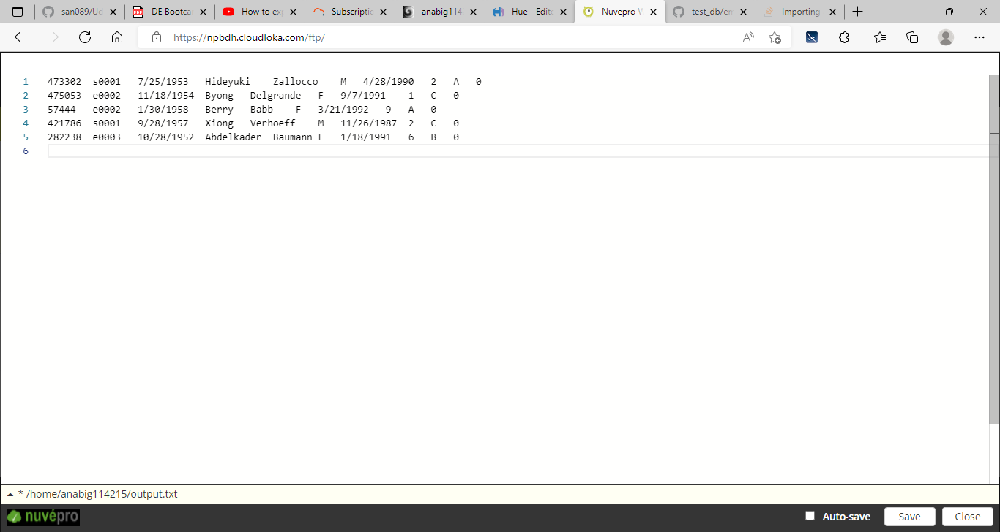 san089/Ud
DE Bootca
How to ex
Subscriptic
anabig114
Hue - Edit
Nuvepro W
test_db/em
Importing
https://npbdh.cloudloka.com/ftp/
1 473302 s0001 7/25/1953 Hideyuki Zallocco M 4/28/1990 2 A 0
2 475053 e0002 11/18/1954 Byong Delgrande F 9/7/1991 1 C 0
3 57444 e0002 1/30/1958 Berry Babb F 3/21/1992 9 A 0
4 421786 s0001 9/28/1957 Xiong Verhoeff M 11/26/1987 2 C 0
5 282238 e0003 10/28/1952 Abdelkader Baumann F 1/18/1991 6 B 0
6
* /home/anabig114215/output.txt
nuvépro
Auto-save
Save
Close